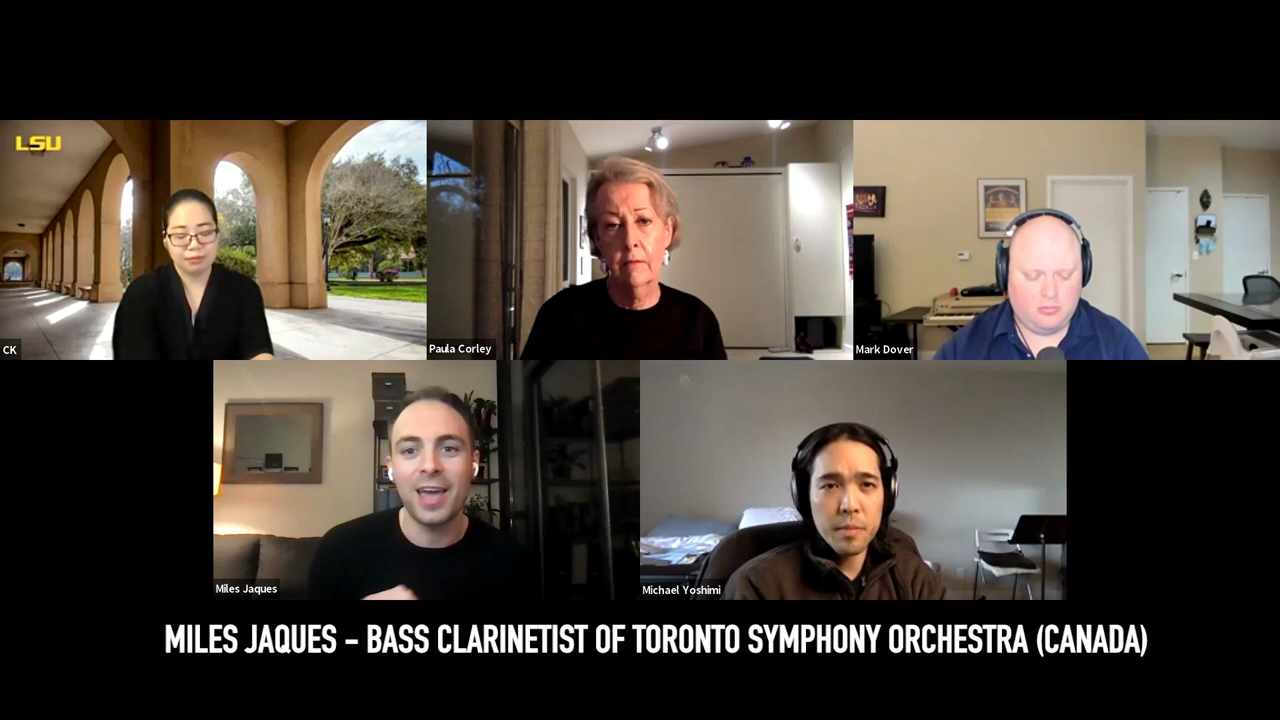 LSU
CK
Paula Corley
Mark Dover
Miles Jaques
Michael Yoshimi
MILES JAQUES – BASS CLARINETIST OF TORONTO SYMPHONY ORCHESTRA (CANADA)